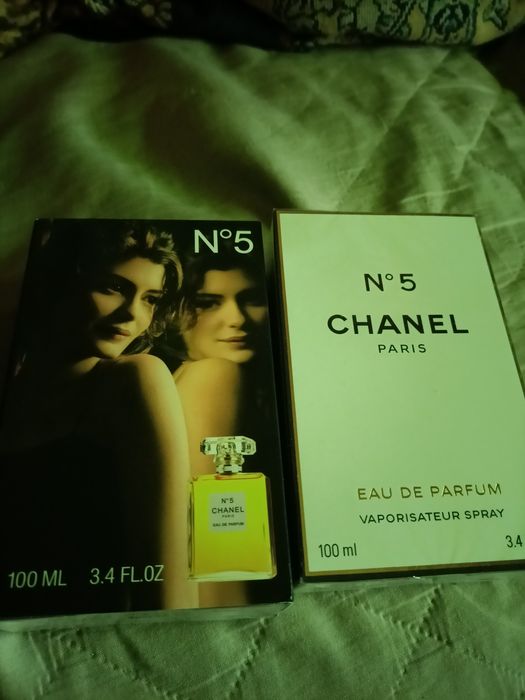 N°5
N°5
CHANEL
PARIS
EAU DE PARFUM
100 ML 3.4 FL.OZ
N°5
CHANEL
PARIS
EAU DE PARFUM
VAPORISATEUR SPRAY
100 ml 3.4